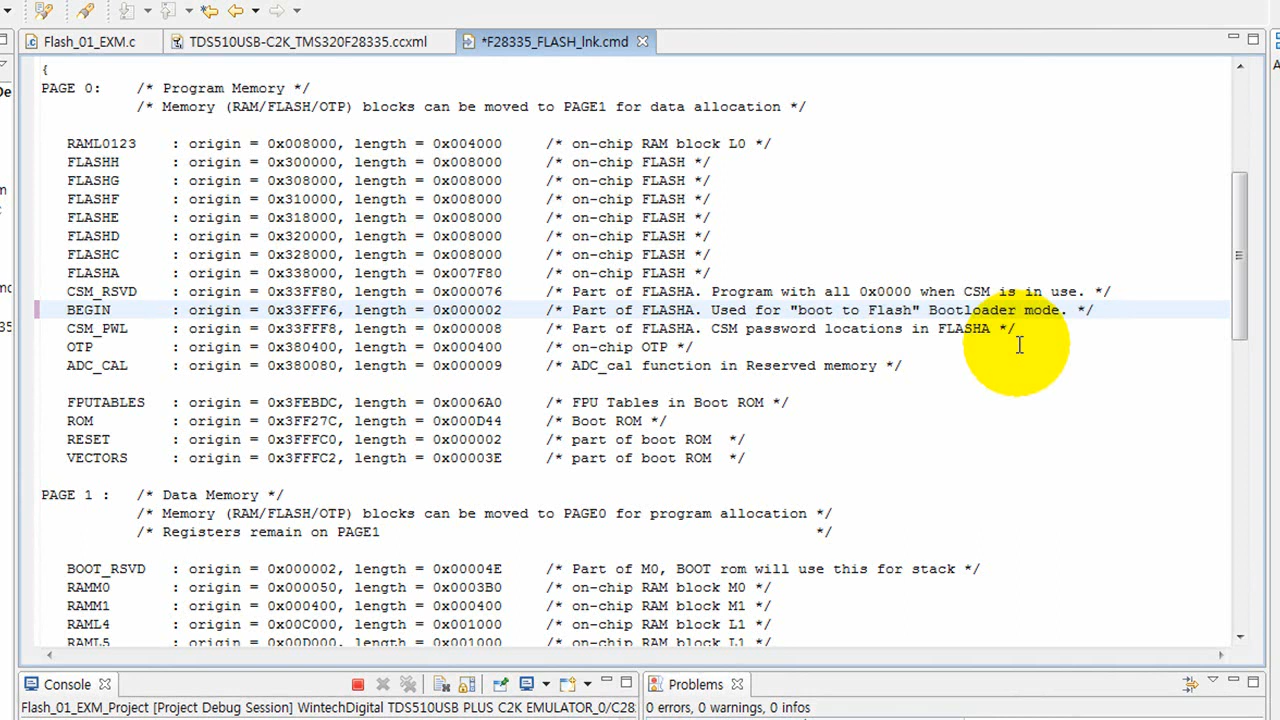 Flash_01_EXM.c TDS510USB-C2K_TMS320F28335.ccxml *F28335_FLASH_lnk.cmd
{
PAGE 0: /* Program Memory */
/* Memory (RAM/FLASH/OTP) blocks can be moved to PAGE1 for data allocation */
RAML0123 : origin = 0x008000, length = 0x004000 /* on-chip RAM block L0 */
FLASHH : origin = 0x300000, length = 0x008000 /* on-chip FLASH */
FLASHG : origin = 0x308000, length = 0x008000 /* on-chip FLASH */
FLASHF : origin = 0x310000, length = 0x008000 /* on-chip FLASH */
FLASHE : origin = 0x318000, length = 0x008000 /* on-chip FLASH */
FLASHD : origin = 0x320000, length = 0x008000 /* on-chip FLASH */
FLASHC : origin = 0x328000, length = 0x008000 /* on-chip FLASH */
FLASHA : origin = 0x338000, length = 0x007F80 /* on-chip FLASH */
CSM_RSVD : origin = 0x33FF80, length = 0x000076 /* Part of FLASHA. Program with all 0x0000 when CSM is in use. */
BEGIN : origin = 0x33FFF6, length = 0x000002 /* Part of FLASHA. Used for "boot to Flash" Bootloader mode. */
CSM_PWL : origin = 0x33FFF8, length = 0x000008 /* Part of FLASHA. CSM password locations in FLASHA */
OTP : origin = 0x380000, length = 0x000400 /* on-chip OTP */
ADC_CAL : origin = 0x380080, length = 0x000009 /* ADC_cal function in Reserved memory */
FPUTABLES : origin = 0x3FEBDC, length = 0x0006A0 /* FPU Tables in Boot ROM */
ROM : origin = 0x3FF27C, length = 0x000D44 /* Boot ROM */
RESET : origin = 0x3FFFC0, length = 0x000002 /* part of boot ROM */
VECTORS : origin = 0x3FFFC2, length = 0x00003E /* part of boot ROM */
PAGE 1 : /* Data Memory */
/* Memory (RAM/FLASH/OTP) blocks can be moved to PAGE0 for program allocation */
/* Registers remain on PAGE1 */
BOOT_RSVD : origin = 0x000002, length = 0x00004E /* Part of M0, BOOT rom will use this for stack */
RAMM0 : origin = 0x000050, length = 0x0003B0 /* on-chip RAM block M0 */
RAMM1 : origin = 0x000400, length = 0x000400 /* on-chip RAM block M1 */
RAML4 : origin = 0x00C000, length = 0x001000 /* on-chip RAM block L1 */
RAML5 : origin = 0x00D000, length = 0x001000 /* on-chip RAM block L1 */
Console Problems
Flash_01_EXM_Project [Project Debug Session] WintechDigital TDS510USB PLUS C2K EMULATOR_0/C28 0 errors, 0 warnings, 0 infos